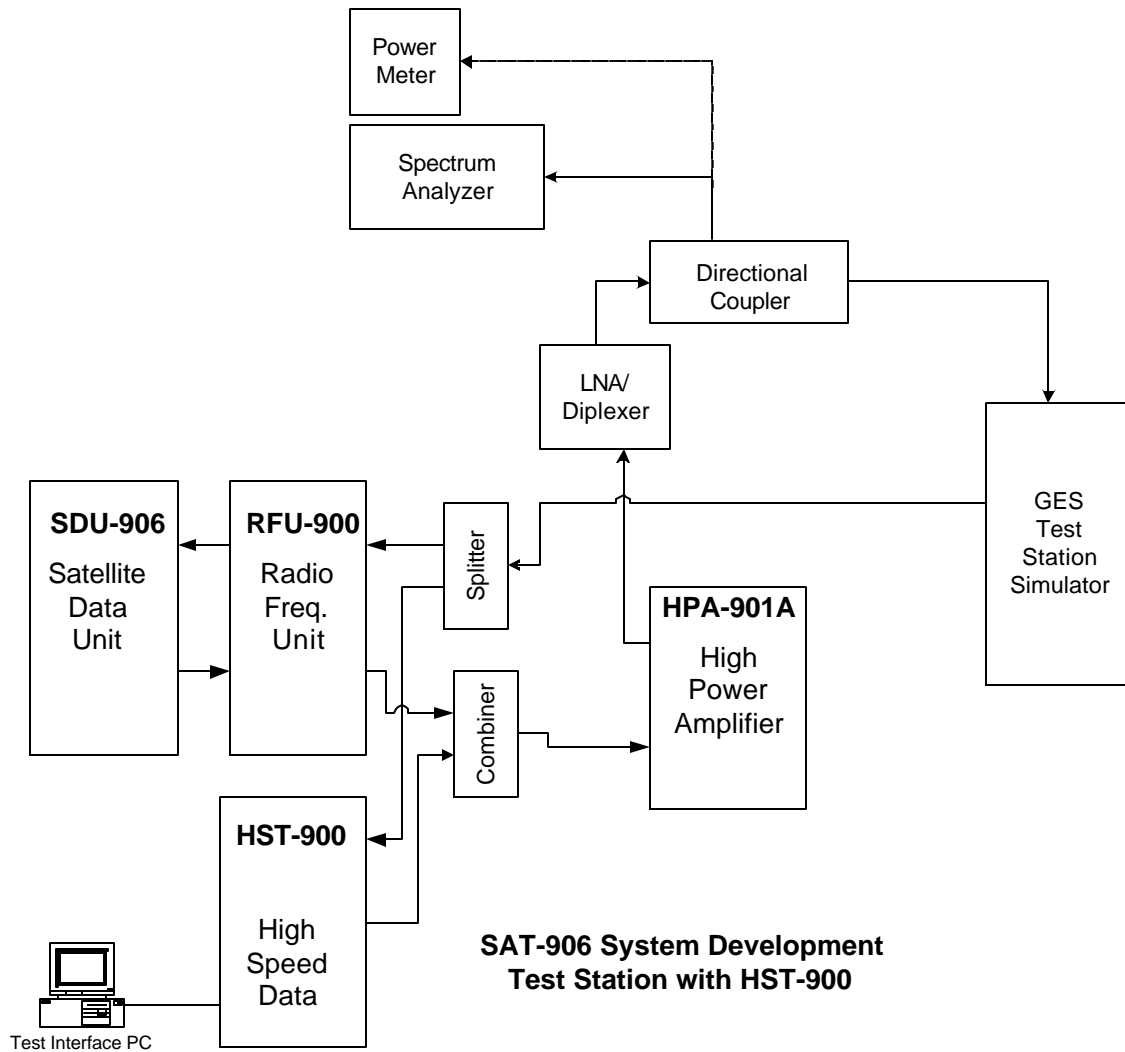 Power
Meter
Spectrum
Analyzer
Directional
Coupler
LNA/
Diplexer
GES
Test
Station
Simulator
SDU-906
Satellite
Data
Unit
RFU-900
Radio
Freq.
Unit
Splitter
HPA-901A
High
Power
Amplifier
Combiner
HST-900
High
Speed
Data
SAT-906 System Development
Test Station with HST-900
Test Interface PC